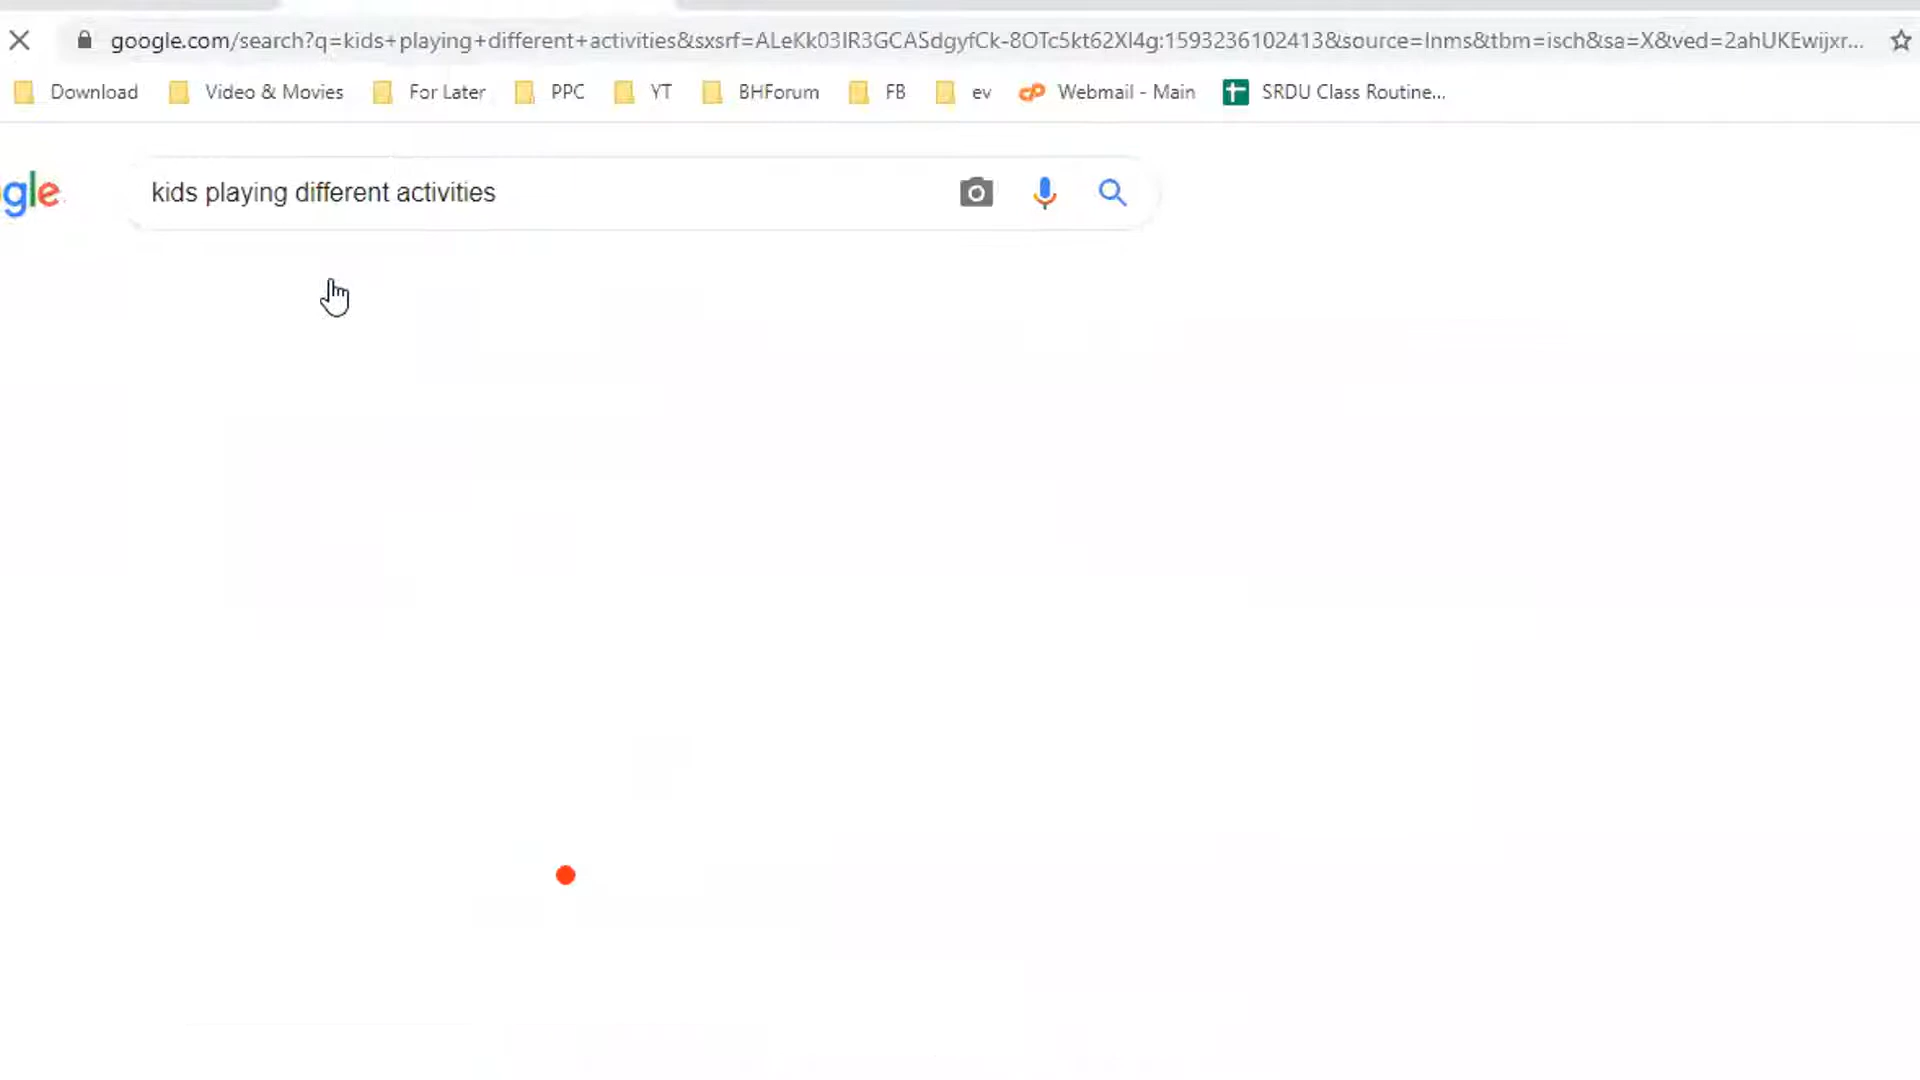 google.com/search?q=kids+playing+different+activities&sxsrf=ALeKk03IR3GCASdgyfCk-8OTc5kt62Xl4g:1593236102413&source=lnms&tbm=isch&sa=X&ved=2ahUKEwijxr...
Download Video & Movies For Later PPC YT BHForum FB ev Webmail - Main SRDU Class Routine...
gle kids playing different activities